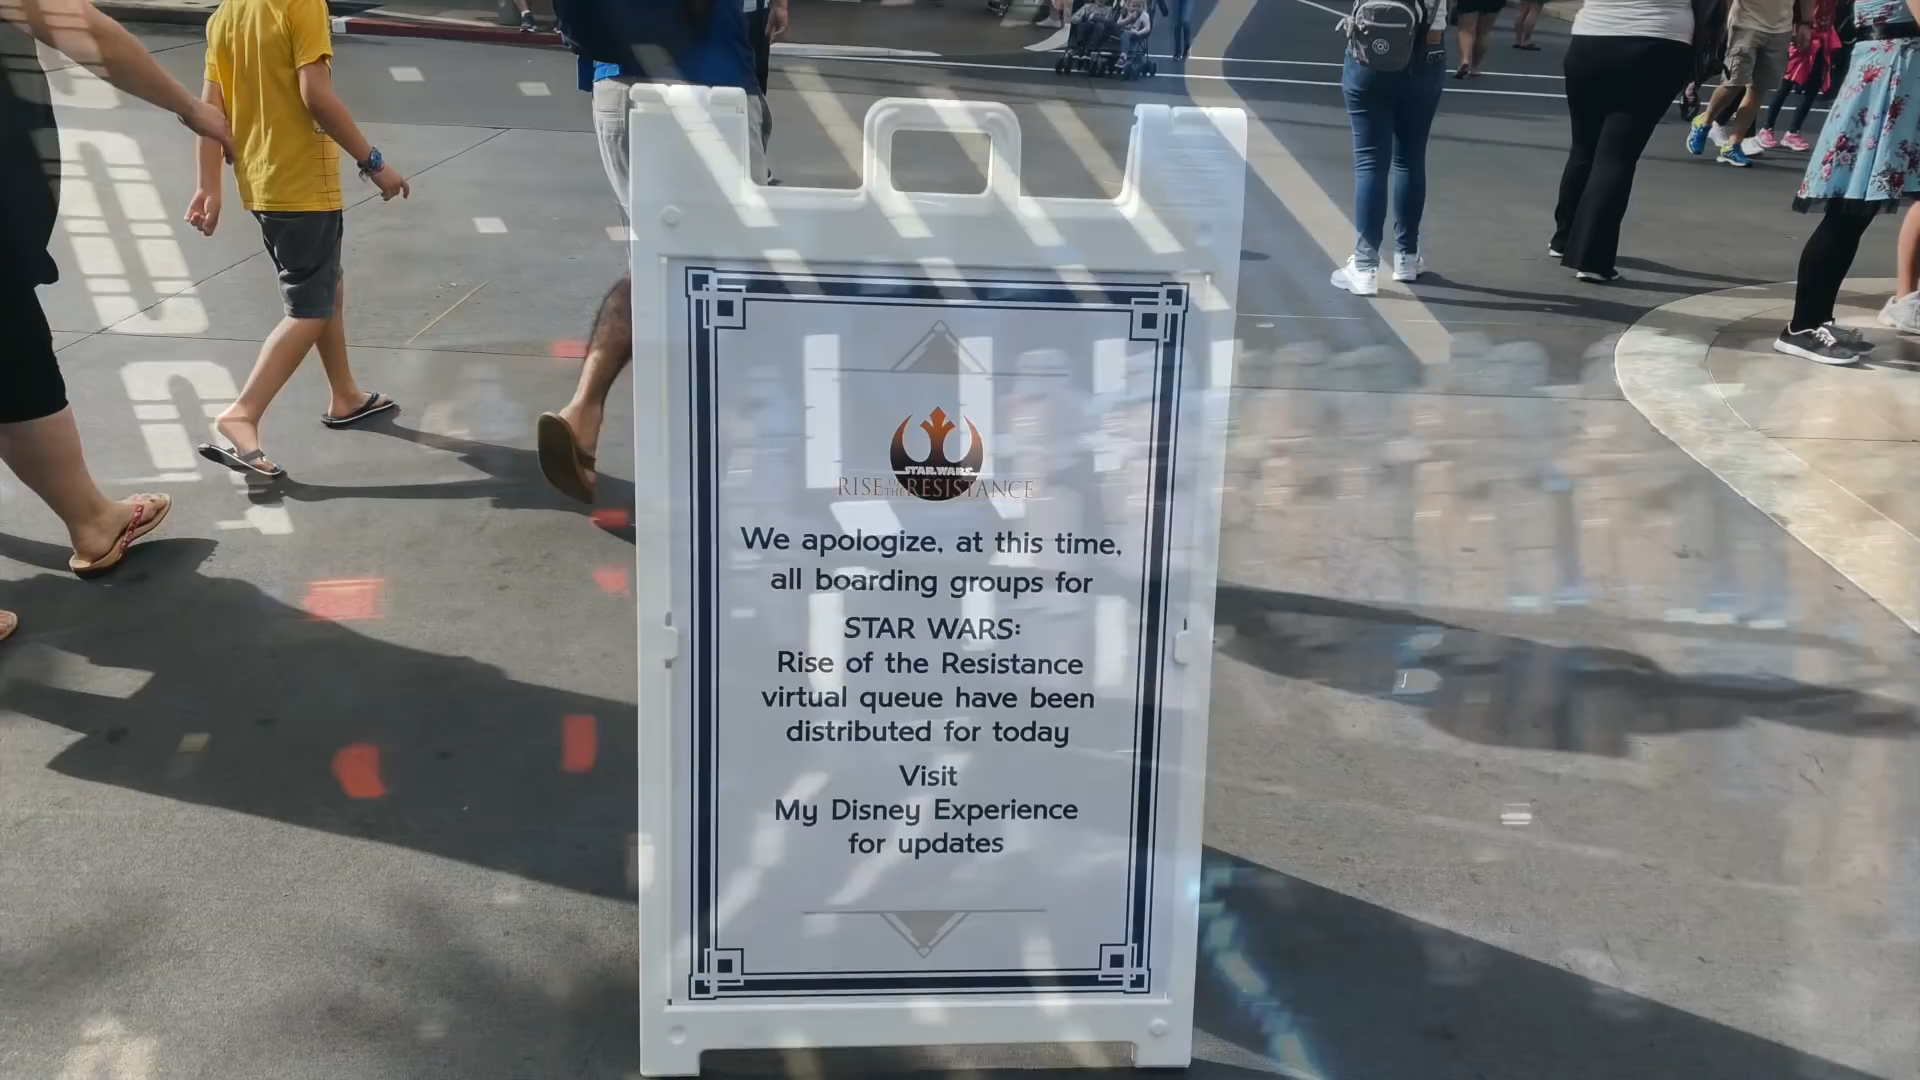 STAR WARS
RISE OF THE RESISTANCE
We apologize, at this time,
all boarding groups for
STAR WARS:
Rise of the Resistance
virtual queue have been
distributed for today
Visit
My Disney Experience
for updates